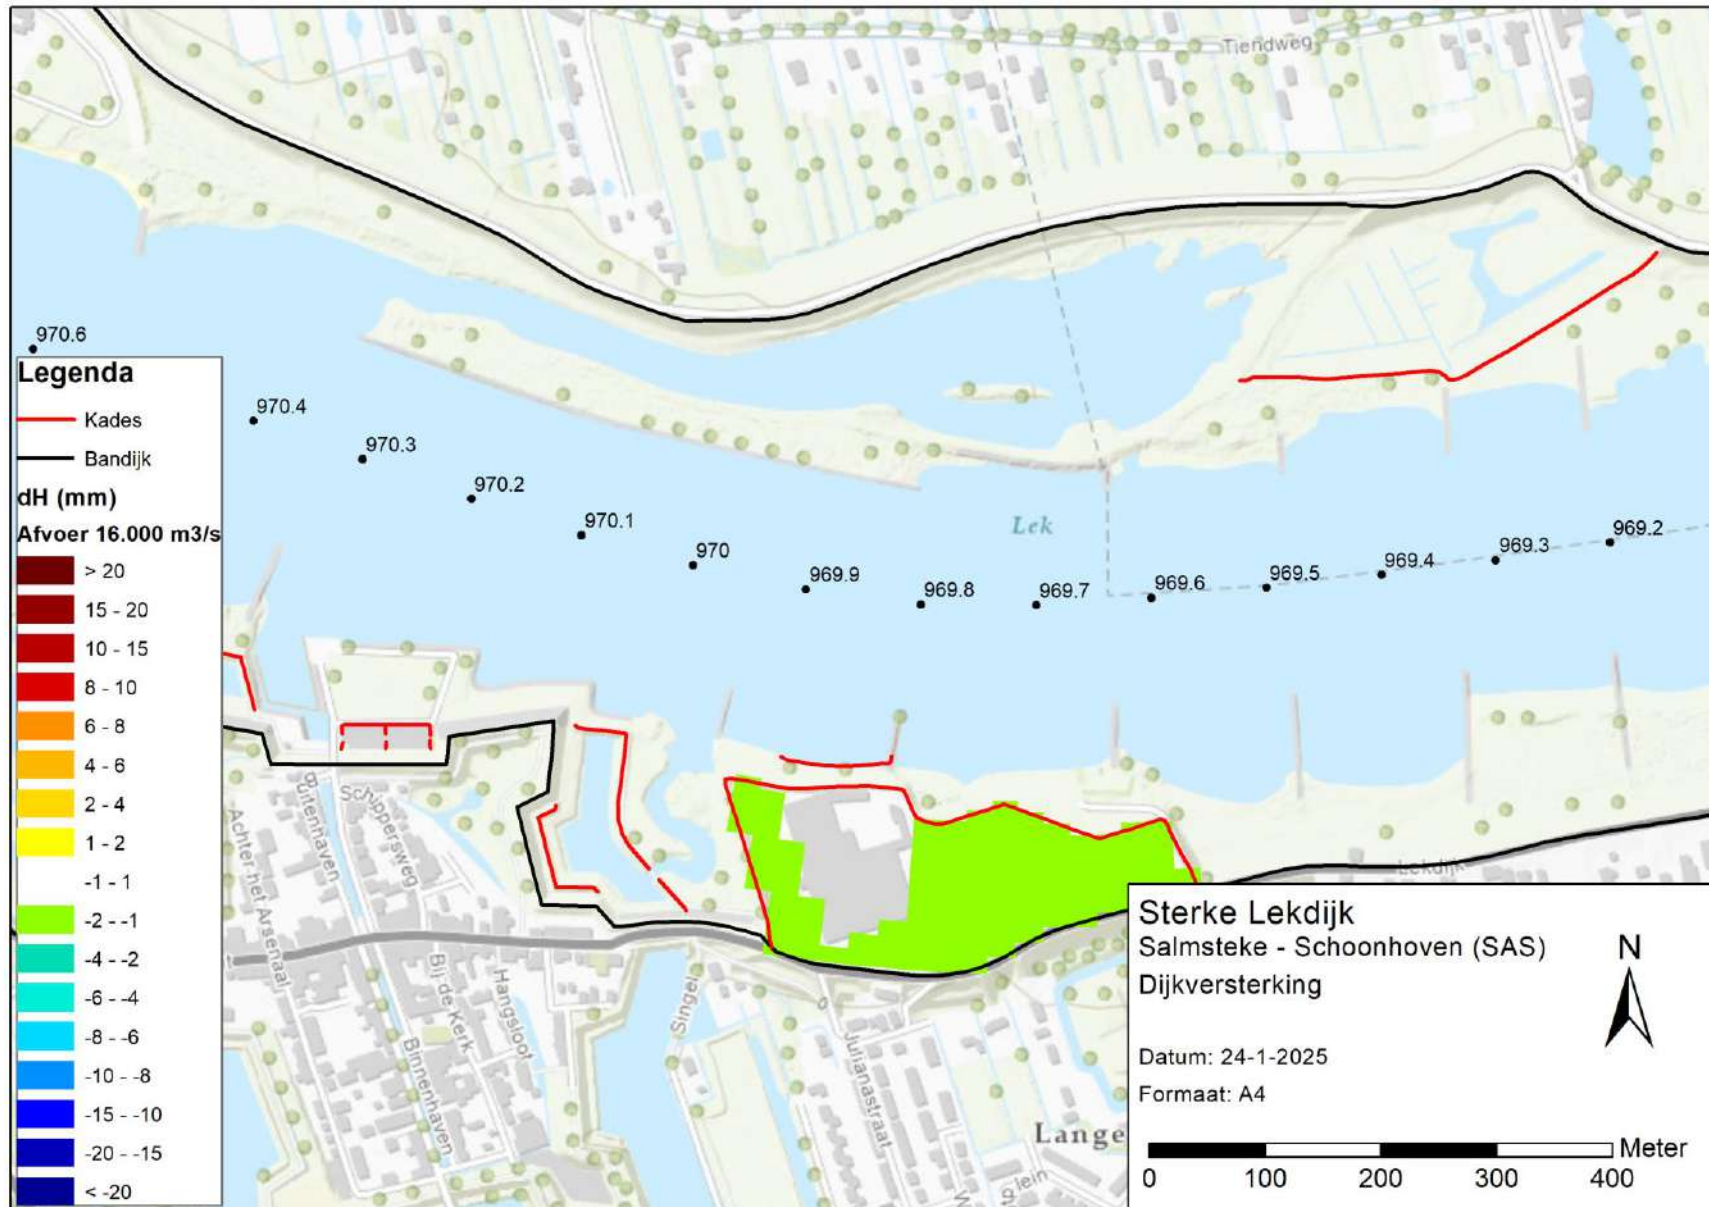 Tiendweg
970.6
970.4
970.3
970.2
970.1
970
969.9
969.8
969.7
969.6
969.5
969.4
969.3
969.2
Lek
Legenda
Kades
Bandijk
dH (mm)
Afvoer 16.000 m3/s
> 20
15 - 20
10 - 15
8 - 10
6 - 8
4 - 6
2 - 4
1 - 2
-1 - 1
-2 - -1
-4 - -2
-6 - -4
-8 - -6
-10 - -8
-15 - -10
-20 - -15
< -20
Buitenhaven
Schippersweg
Achter het Arsenaal
Bij de Kerk
Hangsloot
Binnenhaven
Singel
Julianastraat
Lekdijk
Lange
Sterke Lekdijk
Salmsteke - Schoonhoven (SAS)
Dijkversterking
N
Datum: 24-1-2025
Formaat: A4
Meter
0 100 200 300 400